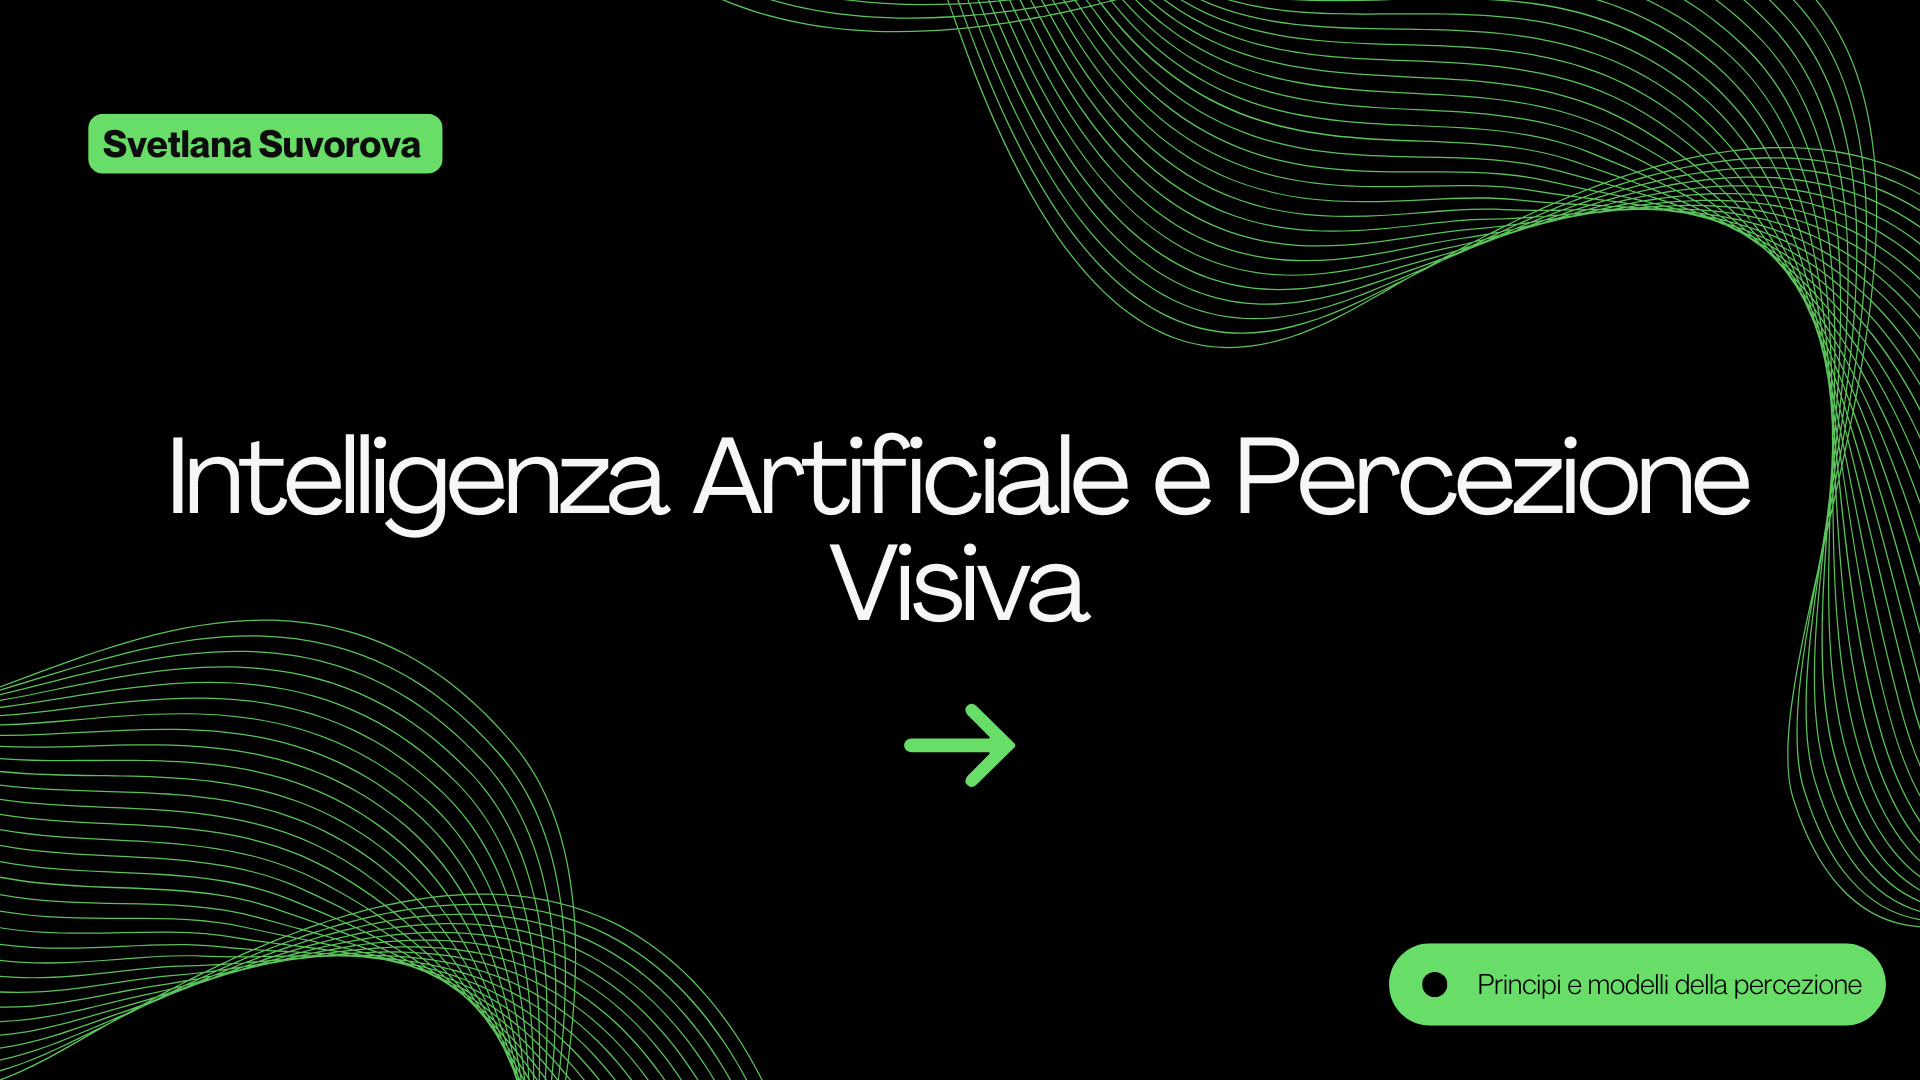 Svetlana Suvorova
Intelligenza Artificiale e Percezione
Visiva
Principi e modelli della percezione